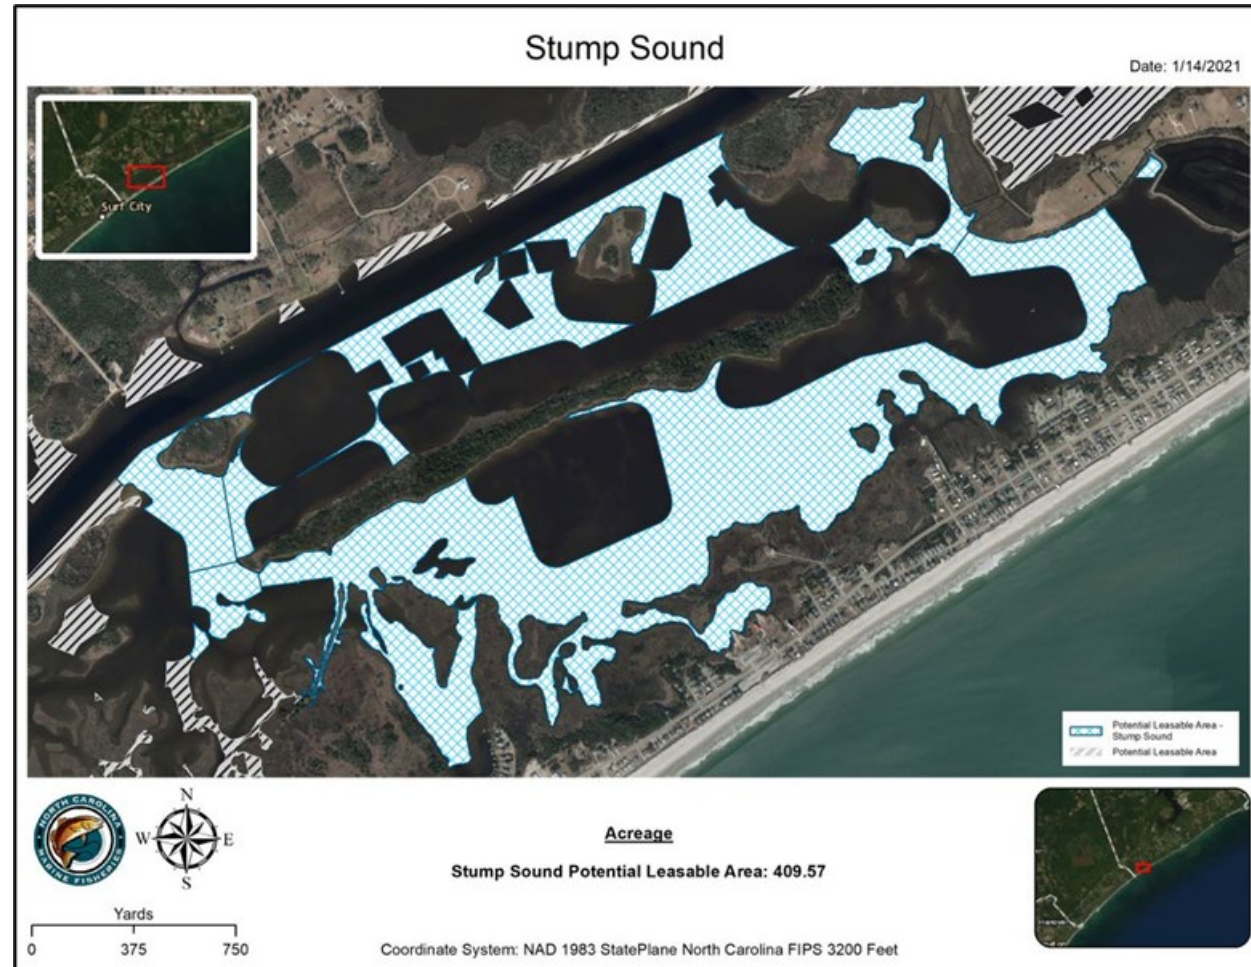 Stump Sound
Date: 1/14/2021
Surf City
Potential Leasable Area -
Stump Sound
Potential Leasable Area
NORTH CAROLINA
MARINE FISHERIES
N
W E
S
Acreage
Stump Sound Potential Leasable Area: 409.57
Yards
0 375 750
Coordinate System: NAD 1983 StatePlane North Carolina FIPS 3200 Feet